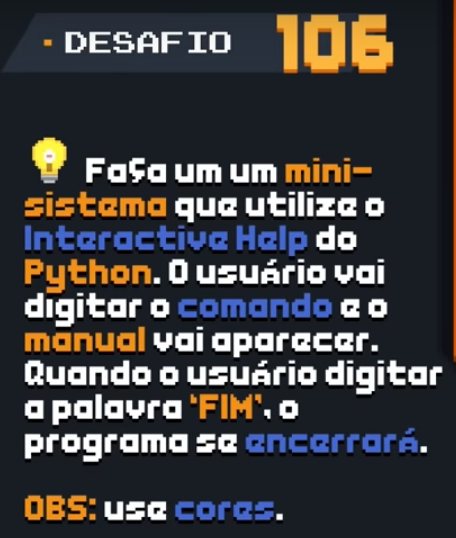 DESAFIO 106
Faça um um mini-
sistema que utilize o
Interactive Help do
Python. O usuário vai
digitar o comando e o
manual vai aparecer.
Quando o usuário digitar
a palavra 'FIM', o
programa se encerrará.
OBS: use cores.